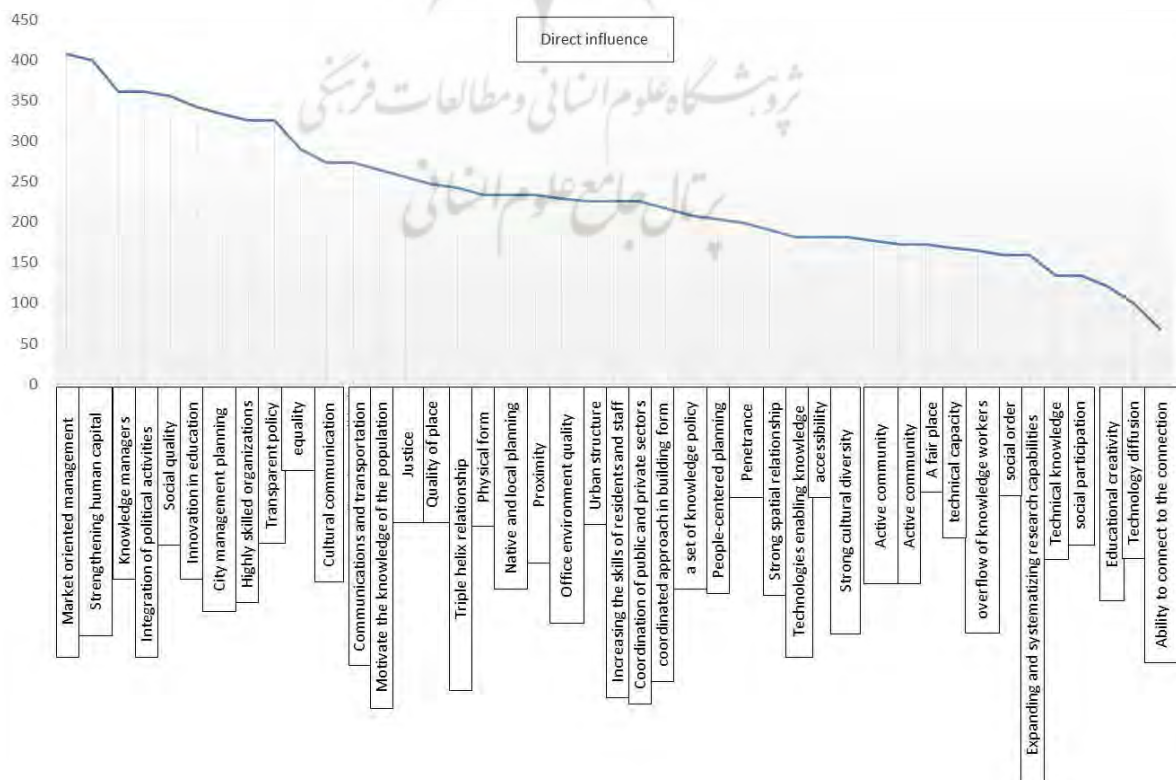 Direct influence
پژوهشگاه علوم انسانی و مطالعات فرهنگی
پرتال جامع علوم انسانی
450
400
350
300
250
200
150
100
50
0
Market oriented management
Strengthening human capital
Knowledge managers
Integration of political activities
Social quality
Innovation in education
City management planning
Highly skilled organizations
Transparent policy
equality
Cultural communication
Communications and transportation
Motivate the knowledge of the population
Justice
Quality of place
Triple helix relationship
Physical form
Native and local planning
Proximity
Office environment quality
Urban structure
Increasing the skills of residents and staff
Coordination of public and private sectors
coordinated approach in building form
a set of knowledge policy
People-centered planning
Penetrance
Strong spatial relationship
Technologies enabling knowledge
accessibility
Strong cultural diversity
Active community
Active community
A fair place
technical capacity
overflow of knowledge workers
social order
Expanding and systematizing research capabilities
Technical knowledge
social participation
Educational creativity
Technology diffusion
Ability to connect to the connection